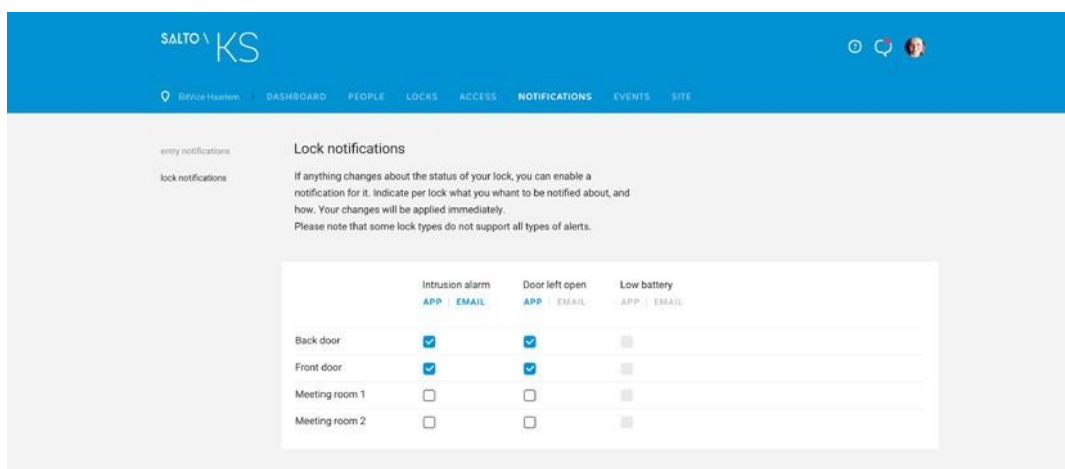 SALTO \ KS
BitVice Haarlem DASHBOARD PEOPLE LOCKS ACCESS NOTIFICATIONS EVENTS SITE
entry notifications
lock notifications
Lock notifications
If anything changes about the status of your lock, you can enable a
notification for it. Indicate per lock what you whant to be notified about, and
how. Your changes will be applied immediately.
Please note that some lock types do not support all types of alerts.
Intrusion alarm Door left open Low battery
APP | EMAIL APP | EMAIL APP | EMAIL
Back door
Front door
Meeting room 1
Meeting room 2